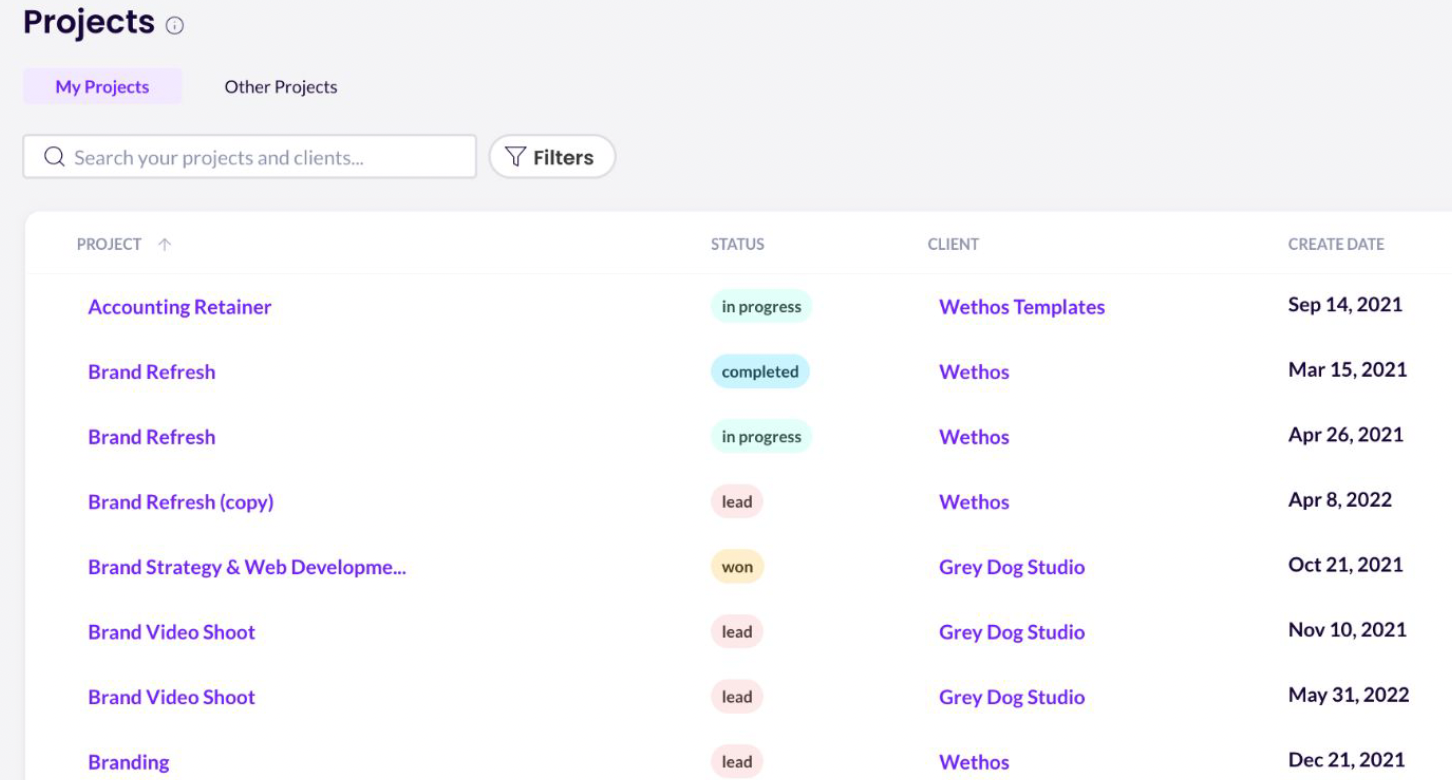 Projects
My Projects Other Projects
Search your projects and clients... Filters
PROJECT STATUS CLIENT CREATE DATE
Accounting Retainer in progress Wethos Templates Sep 14, 2021
Brand Refresh completed Wethos Mar 15, 2021
Brand Refresh in progress Wethos Apr 26, 2021
Brand Refresh (copy) lead Wethos Apr 8, 2022
Brand Strategy & Web Developme... won Grey Dog Studio Oct 21, 2021
Brand Video Shoot lead Grey Dog Studio Nov 10, 2021
Brand Video Shoot lead Grey Dog Studio May 31, 2022
Branding lead Wethos Dec 21, 2021